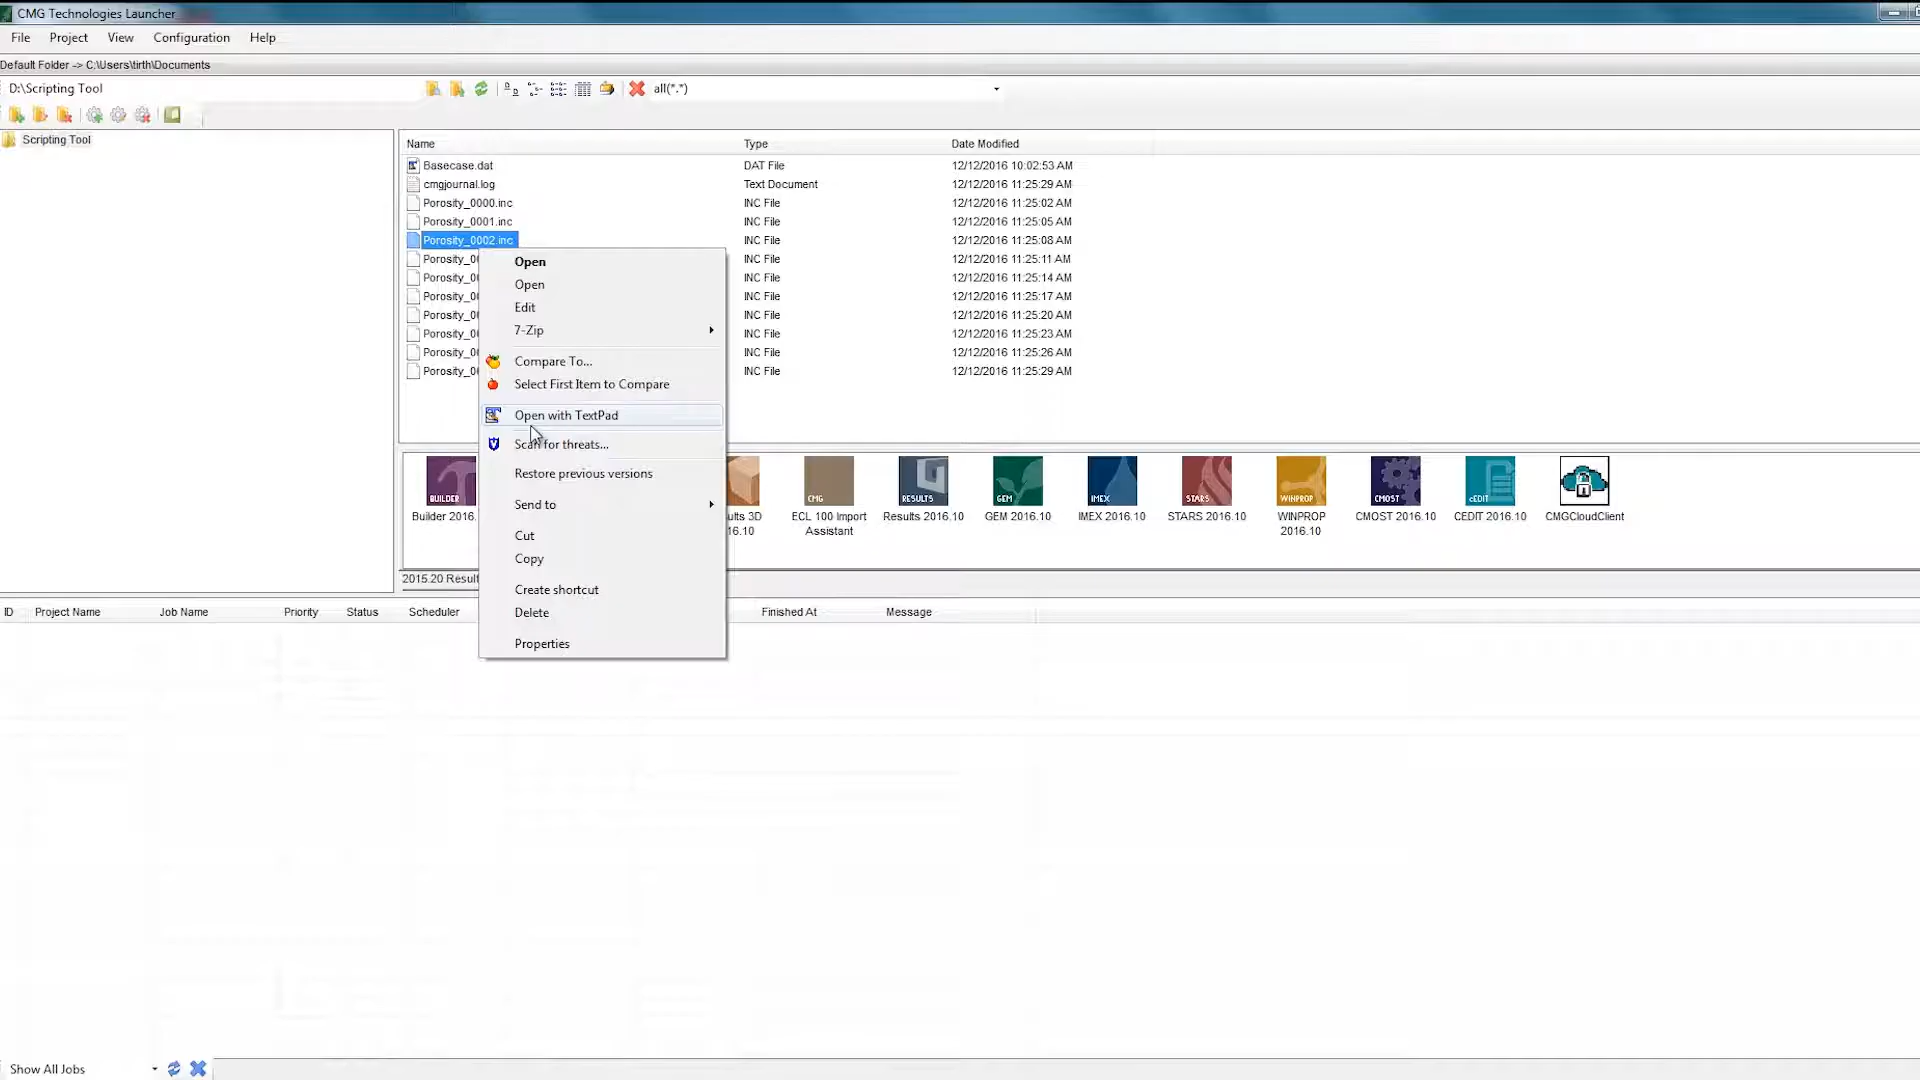 CMG Technologies Launcher
File Project View Configuration Help
Default Folder -> C:\Users\tirth\Documents
D:\Scripting Tool
all(*.*)
Scripting Tool
Name Type Date Modified
Basecase.dat DAT File 12/12/2016 10:02:53 AM
cmgjournal.log Text Document 12/12/2016 11:25:29 AM
Porosity_0000.inc INC File 12/12/2016 11:25:02 AM
Porosity_0001.inc INC File 12/12/2016 11:25:05 AM
Porosity_0002.inc INC File 12/12/2016 11:25:08 AM
Porosity_0 INC File 12/12/2016 11:25:11 AM
Porosity_0 INC File 12/12/2016 11:25:14 AM
Porosity_0 INC File 12/12/2016 11:25:17 AM
Porosity_0 INC File 12/12/2016 11:25:20 AM
Porosity_0 INC File 12/12/2016 11:25:23 AM
Porosity_0 INC File 12/12/2016 11:25:26 AM
Porosity_0 INC File 12/12/2016 11:25:29 AM
Open
Open
Edit
7-Zip
Compare To...
Select First Item to Compare
Open with TextPad
Scan for threats...
Restore previous versions
Send to
Cut
Copy
Create shortcut
Delete
Properties
BUILDER CMG RESULTS GEM IMEX STARS WINPROP CMOST cEDIT
Builder 2016. ults 3D ECL 100 Import Results 2016.10 GEM 2016.10 IMEX 2016.10 STARS 2016.10 WINPROP CMOST 2016.10 CEDIT 2016.10 CMGCloudClient
16.10 Assistant 2016.10
2015.20 Result
ID Project Name Job Name Priority Status Scheduler Finished At Message
Show All Jobs